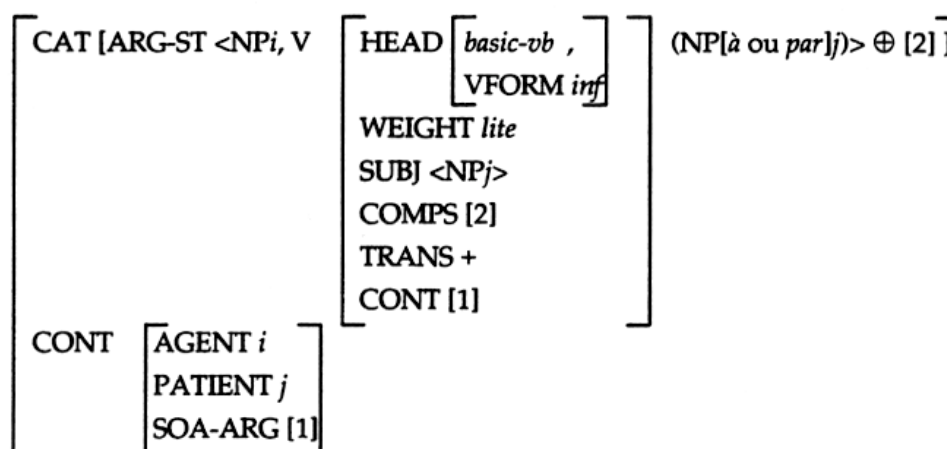 CAT [ARG-ST <NPi, V HEAD basic-vb , (NP[à ou par]j)> ⊕ [2] ]
VFORM inf
WEIGHT lite
SUBJ <NPj>
COMPS [2]
TRANS +
CONT [1]
CONT AGENT i
PATIENT j
SOA-ARG [1]